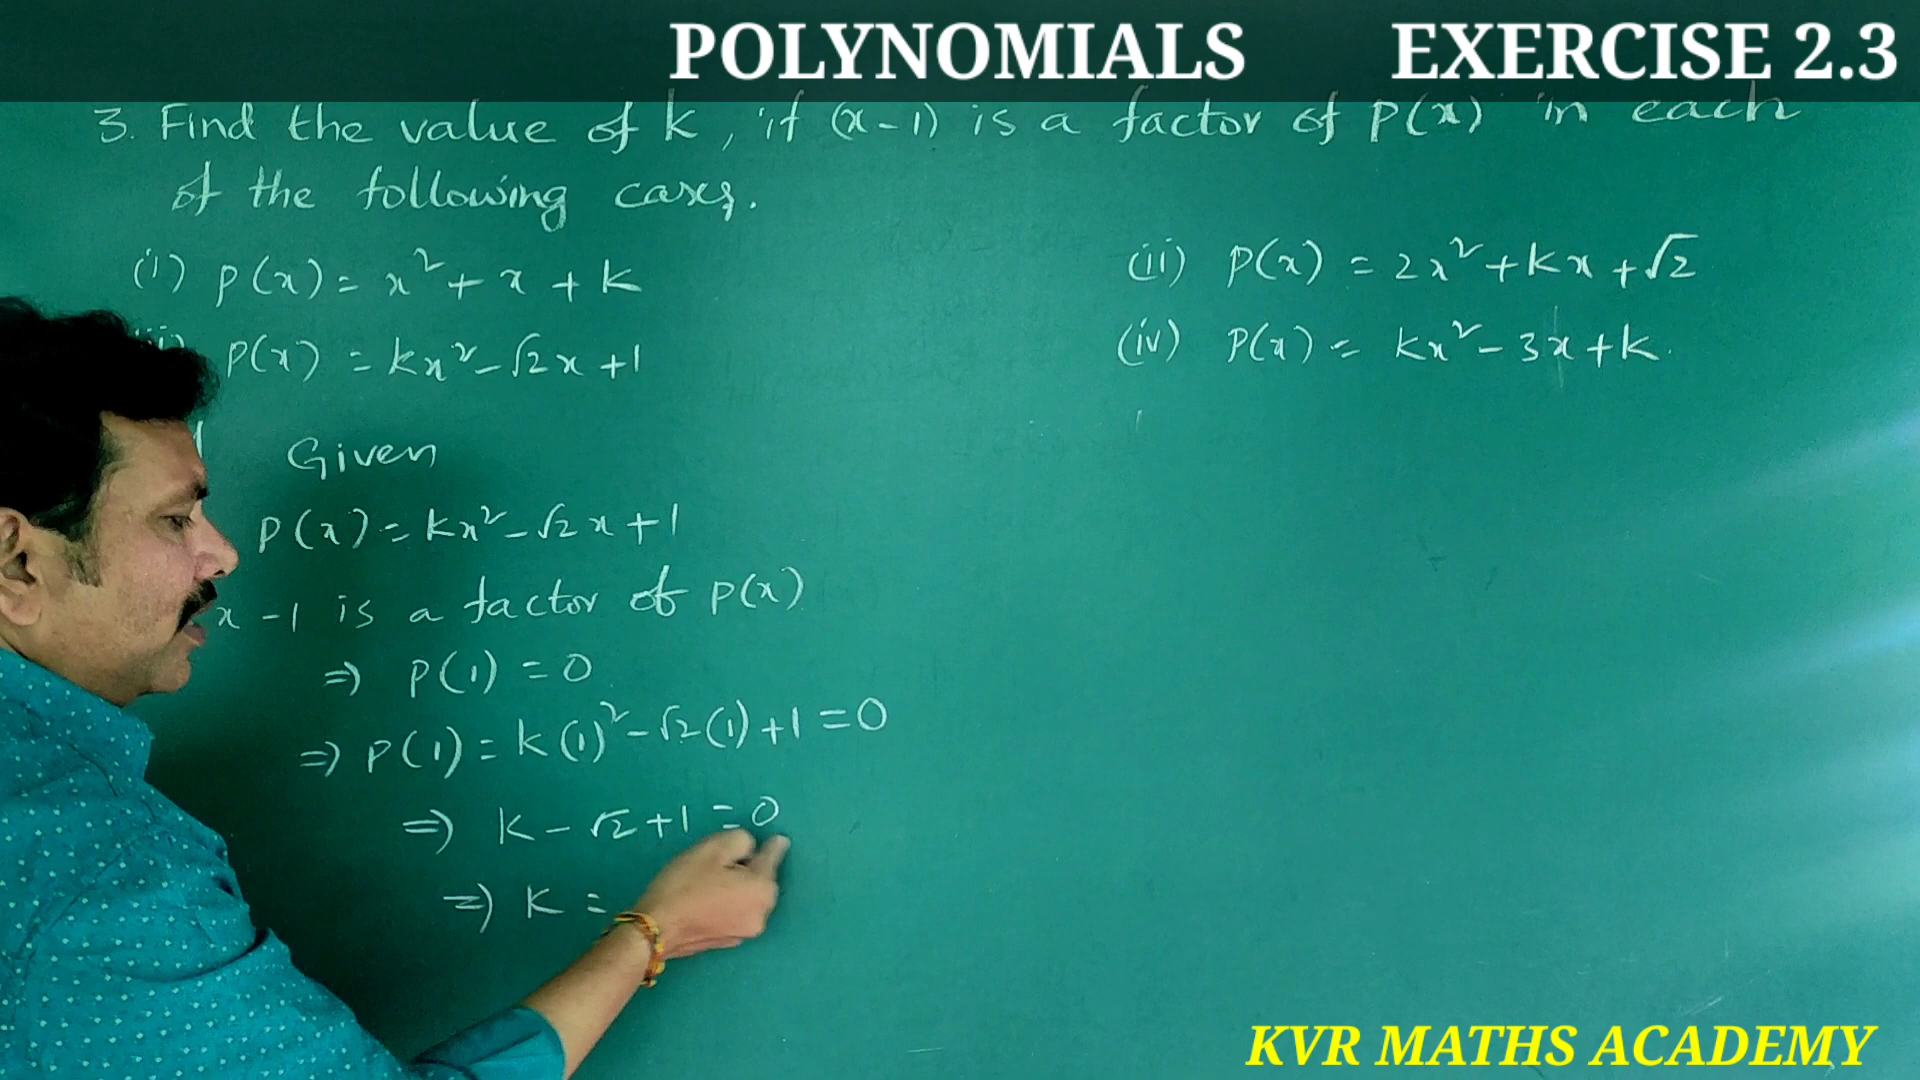 POLYNOMIALS EXERCISE 2.3
3. Find the value of k, if (x-1) is a factor of P(x) in each
of the following cases.
(i) p(x) = x² + x + k
(ii) P(x) = 2x² + kx + √2
P(x) = kx² - √2x + 1
(iv) P(x) = kx² - 3x + k.
Given
P(x) = kx² - √2x + 1
x - 1 is a factor of p(x)
⇒ P(1) = 0
⇒ P(1) = k(1)² - √2(1) + 1 = 0
⇒ k - √2 + 1 = 0
⇒ k =
KVR MATHS ACADEMY